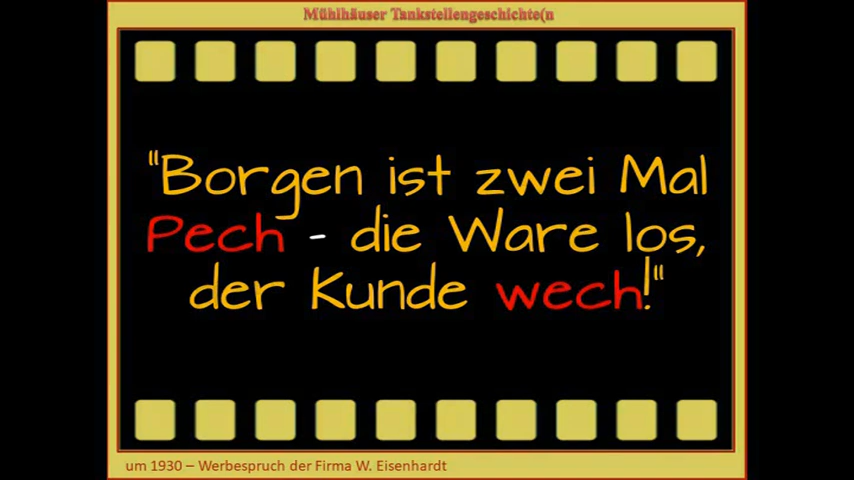 Mühlhäuser Tankstellengeschichte(n
"Borgen ist zwei Mal
Pech - die Ware los,
der Kunde wech!"
um 1930 – Werbespruch der Firma W. Eisenhardt